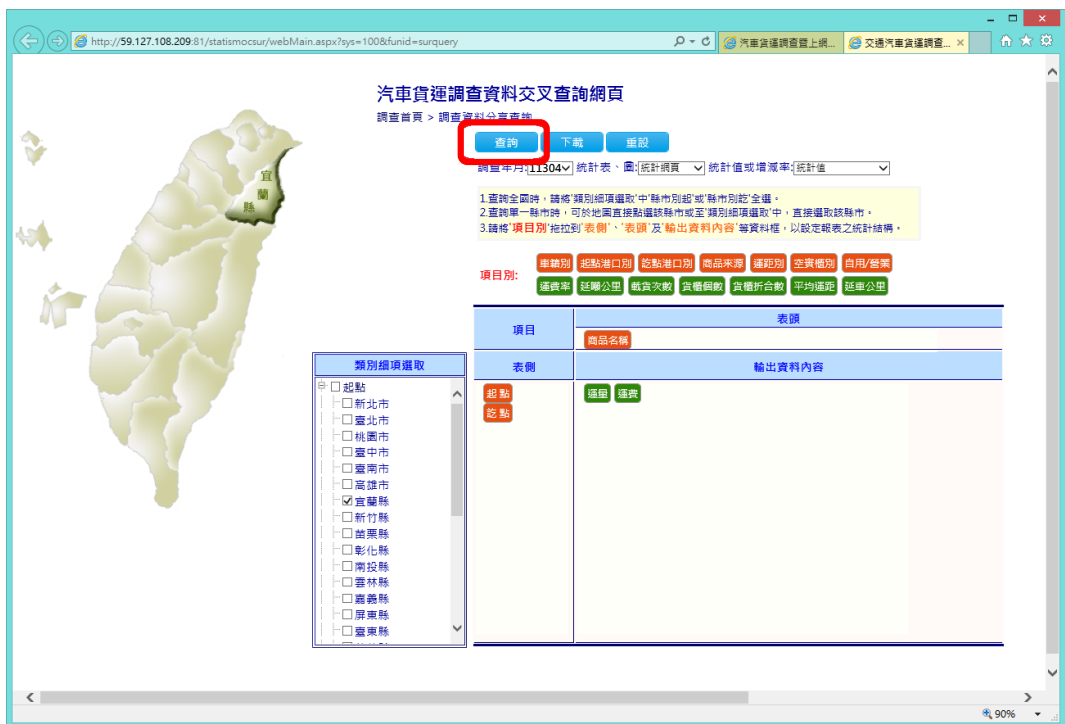 http://59.127.108.209:81/statismocsur/webMain.aspx?sys=100&funid=surquery
汽車貨運調查暨上網...
交通汽車貨運調查...
汽車貨運調查資料交叉查詢網頁
調查首頁 > 調查資料分享查詢
查詢 下載 重設
調查年月:11304 統計表、圖:統計網頁 統計值或增減率:統計值
1.查詢全國時，請將'類別細項選取'中'縣市別起'或'縣市別訖'全選。
2.查詢單一縣市時，可於地圖直接點選該縣市或至'類別細項選取'中，直接選取該縣市。
3.請將'項目別'拖拉到'表側'、'表頭'及'輸出資料內容'等資料框，以設定報表之統計結構。
項目別:
車種別 起點港口別 訖點港口別 商品來源 運距別 空實櫃別 自用/營業
運費率 延噸公里 載貨次數 貨櫃個數 貨櫃折合數 平均運距 延車公里
項目 表頭
商品名稱
表側 輸出資料內容
起點
訖點
運量 運費
宜蘭縣
類別細項選取
起點
新北市
臺北市
桃園市
臺中市
臺南市
高雄市
宜蘭縣
新竹縣
苗栗縣
彰化縣
南投縣
雲林縣
嘉義縣
屏東縣
臺東縣
90%